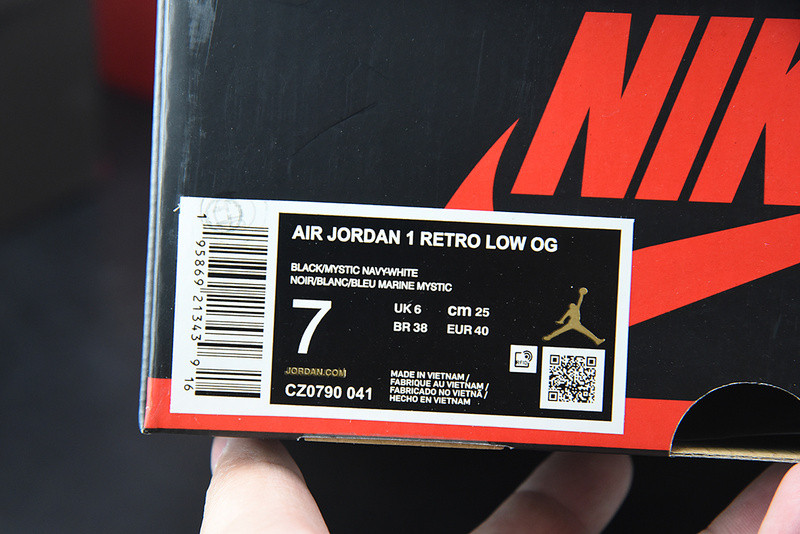 NIK
AIR JORDAN 1 RETRO LOW OG
BLACK/MYSTIC NAVY-WHITE
NOIR/BLANC/BLEU MARINE MYSTIC
7
UK 6 cm 25
BR 38 EUR 40
JORDAN.COM
CZ0790 041
MADE IN VIETNAM /
FABRIQUE AU VIETNAM /
FABRICADO NO VIETNÃ /
HECHO EN VIETNAM
RFID
1 95869 21343 9 16